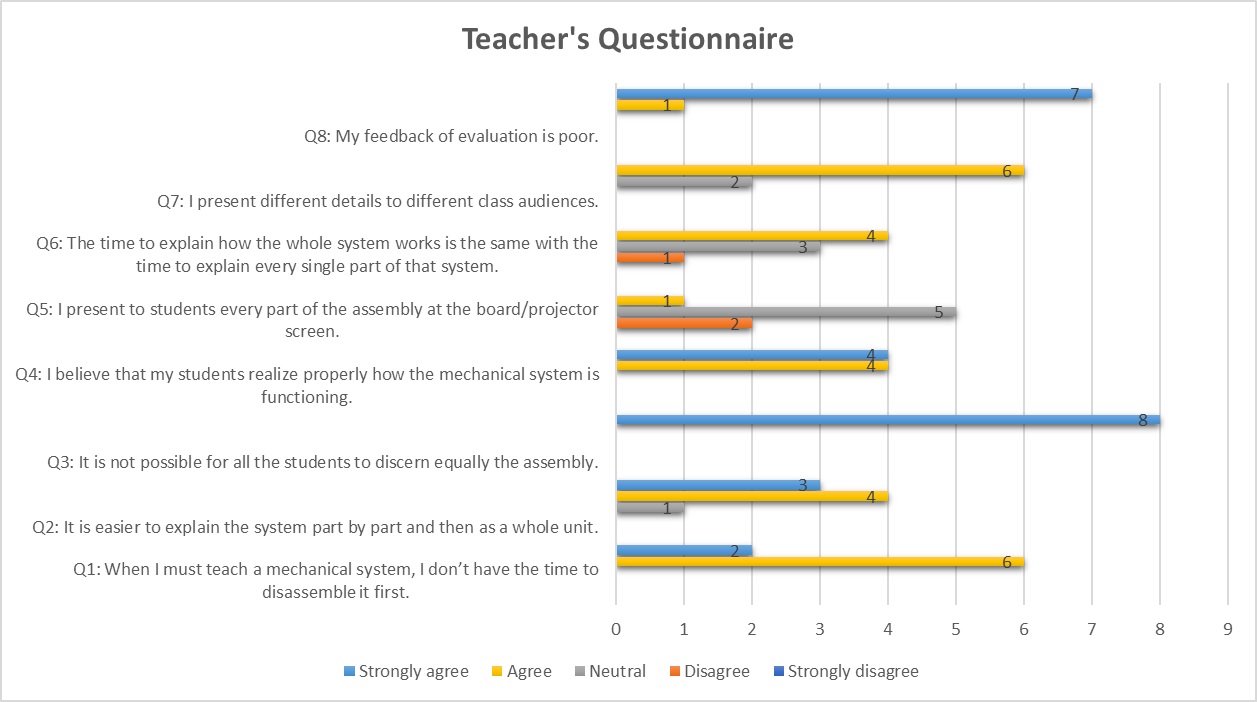 Teacher's Questionnaire
7
1
Q8: My feedback of evaluation is poor.
6
2
Q7: I present different details to different class audiences.
4
Q6: The time to explain how the whole system works is the same with the
3
time to explain every single part of that system.
1
1
Q5: I present to students every part of the assembly at the board/projector
5
screen.
2
4
4
Q4: I believe that my students realize properly how the mechanical system is
functioning.
8
Q3: It is not possible for all the students to discern equally the assembly.
3
4
1
Q2: It is easier to explain the system part by part and then as a whole unit.
2
6
Q1: When I must teach a mechanical system, I don’t have the time to
disassemble it first.
0 1 2 3 4 5 6 7 8 9
Strongly agree Agree Neutral Disagree Strongly disagree